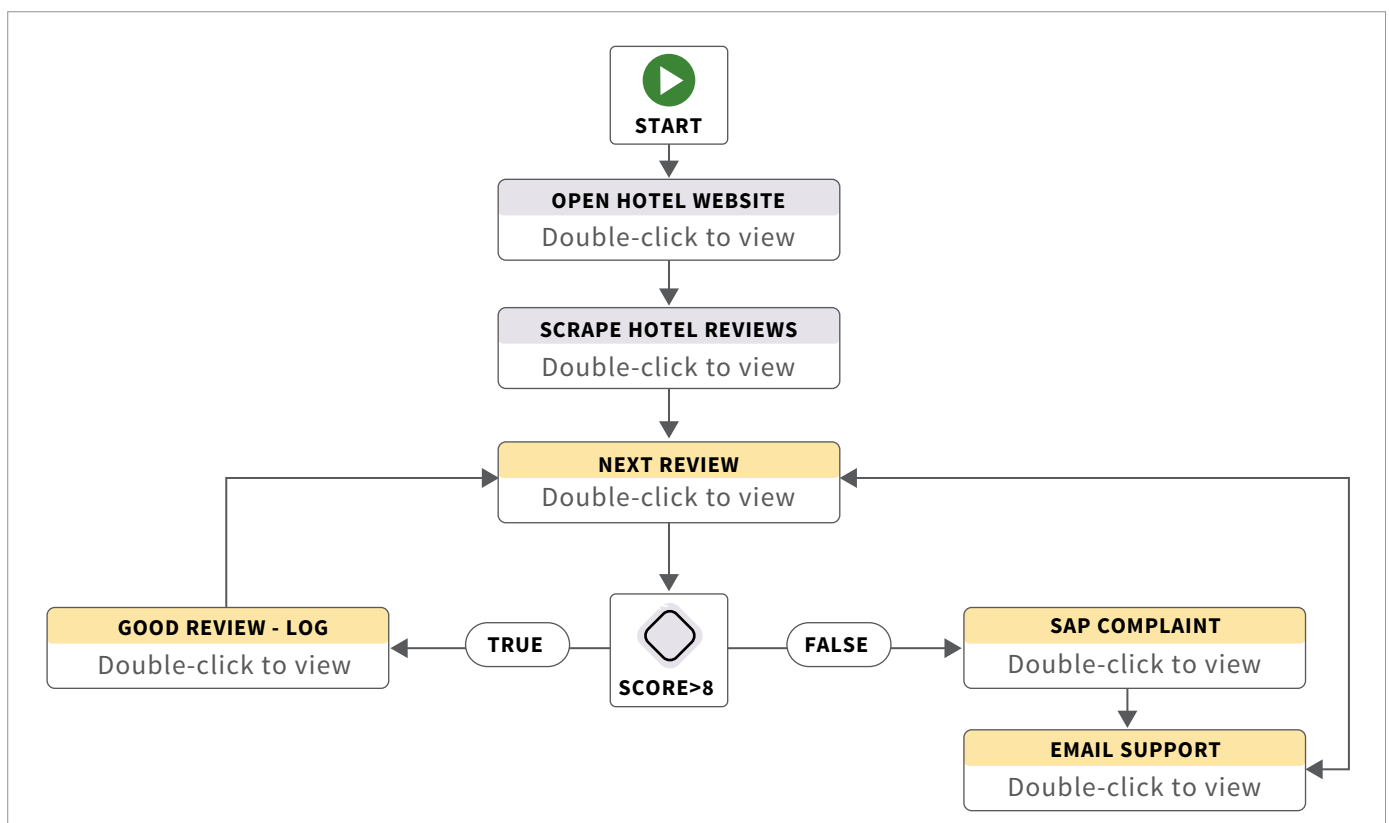 START
OPEN HOTEL WEBSITE
Double-click to view
SCRAPE HOTEL REVIEWS
Double-click to view
NEXT REVIEW
Double-click to view
GOOD REVIEW - LOG
Double-click to view
TRUE
SCORE>8
FALSE
SAP COMPLAINT
Double-click to view
EMAIL SUPPORT
Double-click to view